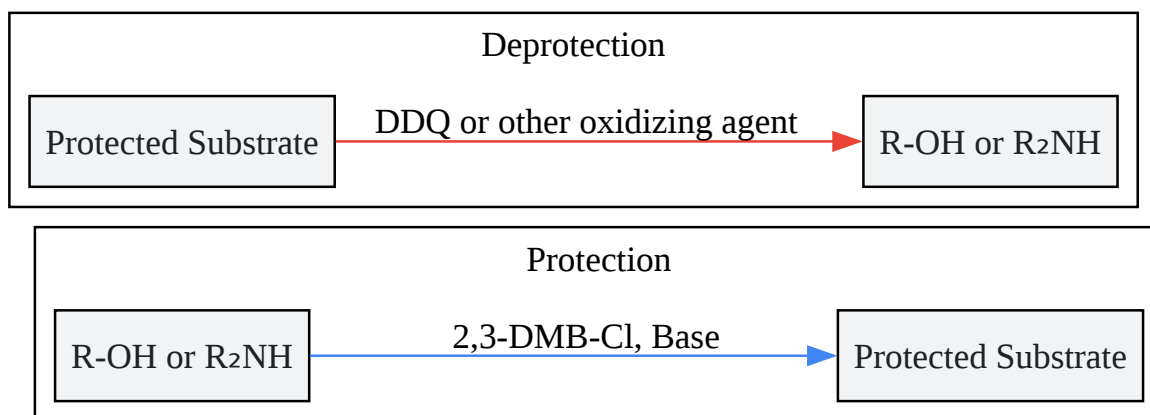 Deprotection
Protected Substrate
DDQ or other oxidizing agent
R-OH or R₂NH
Protection
R-OH or R₂NH
2,3-DMB-Cl, Base
Protected Substrate